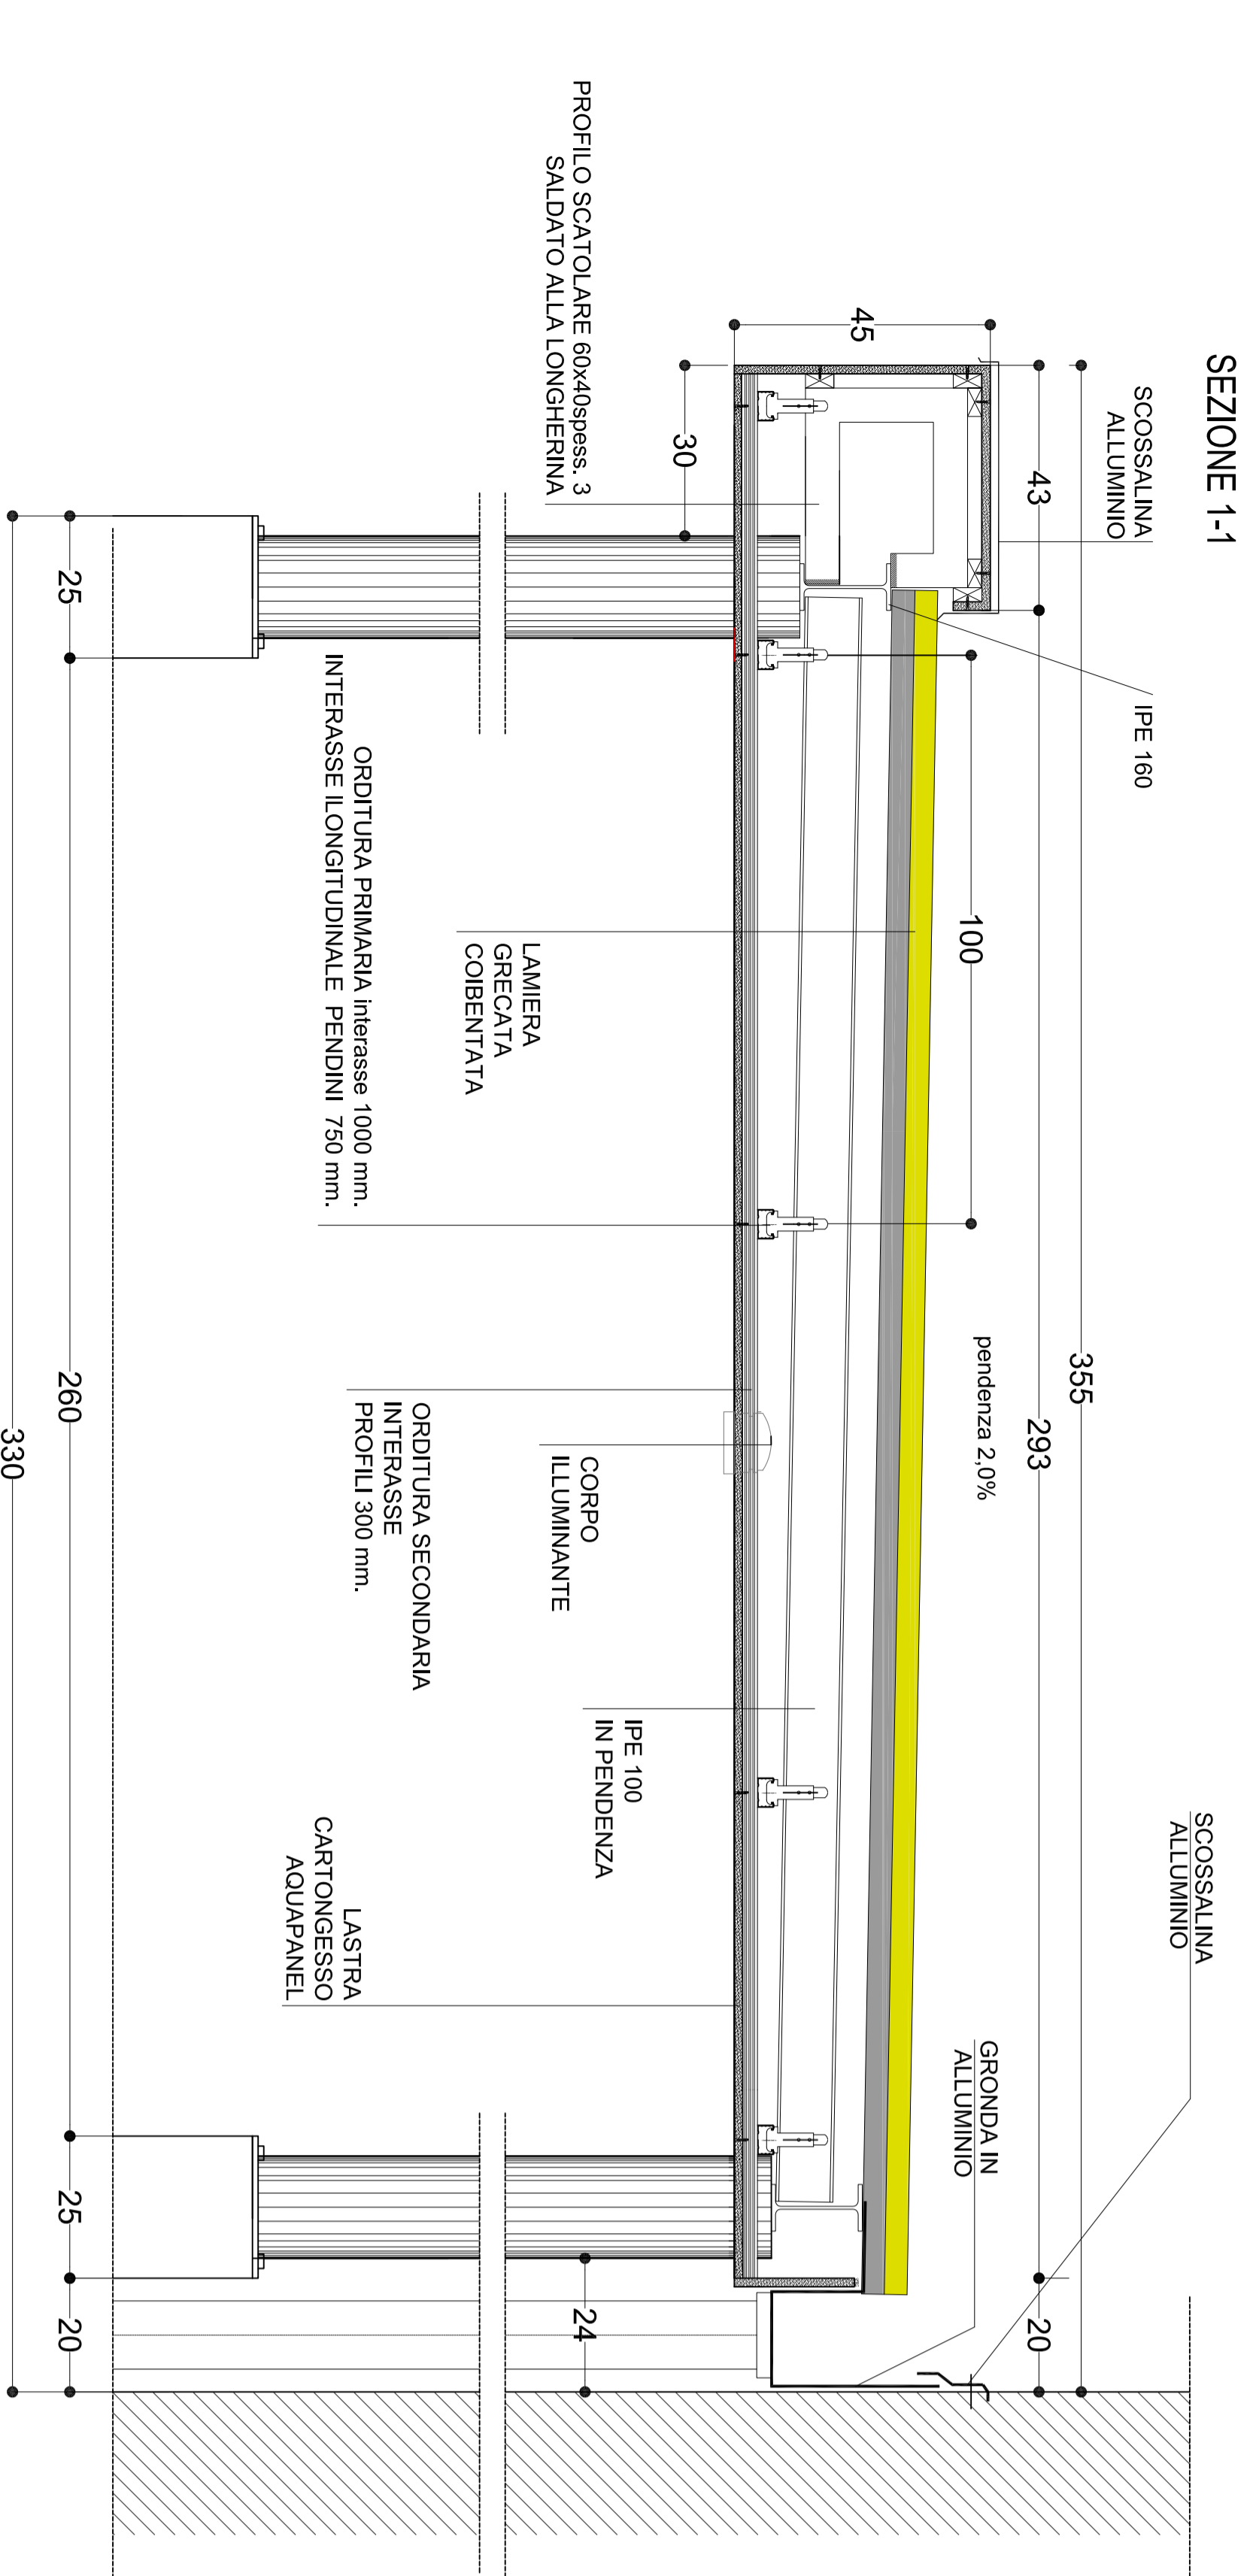 SEZIONE 1-1
SCOSSALINA
ALLUMINIO
IPE 160
SCOSSALINA
ALLUMINIO
355
43
293
20
45
100
pendenza 2,0%
GRONDA IN
ALLUMINIO
30
PROFILO SCATOLARE 60x40spess. 3
SALDATO ALLA LONGHERINA
LAMIERA
GRECATA
COIBENTATA
CORPO
ILLUMINANTE
IPE 100
IN PENDENZA
24
ORDITURA PRIMARIA interasse 1000 mm.
INTERASSE ILONGITUDINALE PENDINI 750 mm.
ORDITURA SECONDARIA
INTERASSE
PROFILI 300 mm.
LASTRA
CARTONGESSO
AQUAPANEL
25
260
25
20
330